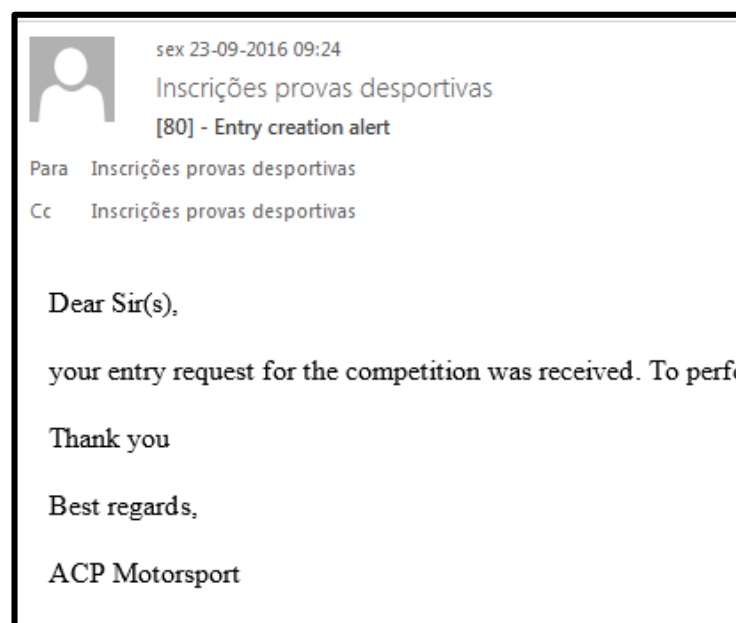 sex 23-09-2016 09:24
Inscrições provas desportivas
[80] - Entry creation alert
Para Inscrições provas desportivas
Cc Inscrições provas desportivas
Dear Sir(s),
your entry request for the competition was received. To
Thank you
Best regards,
ACP Motorsport